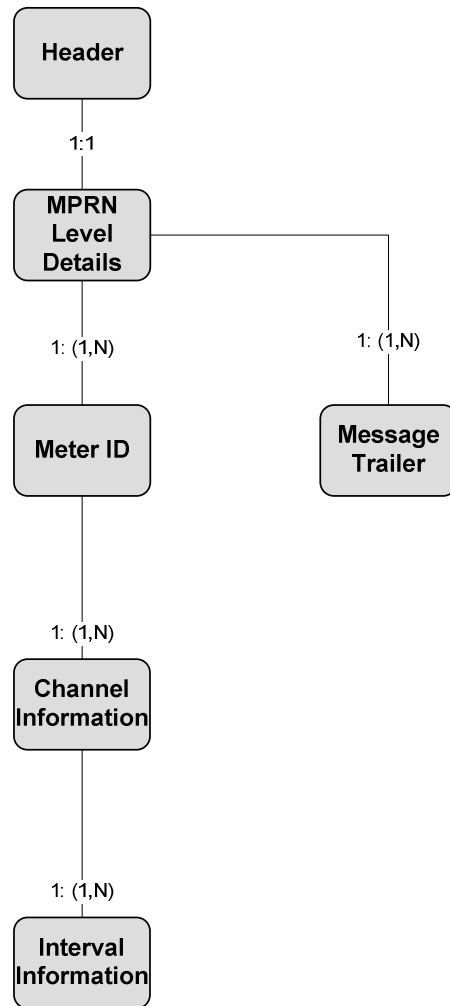 Header
1:1
MPRN
Level
Details
1: (1,N)
1: (1,N)
Meter ID
Message
Trailer
1: (1,N)
Channel
Information
1: (1,N)
Interval
Information